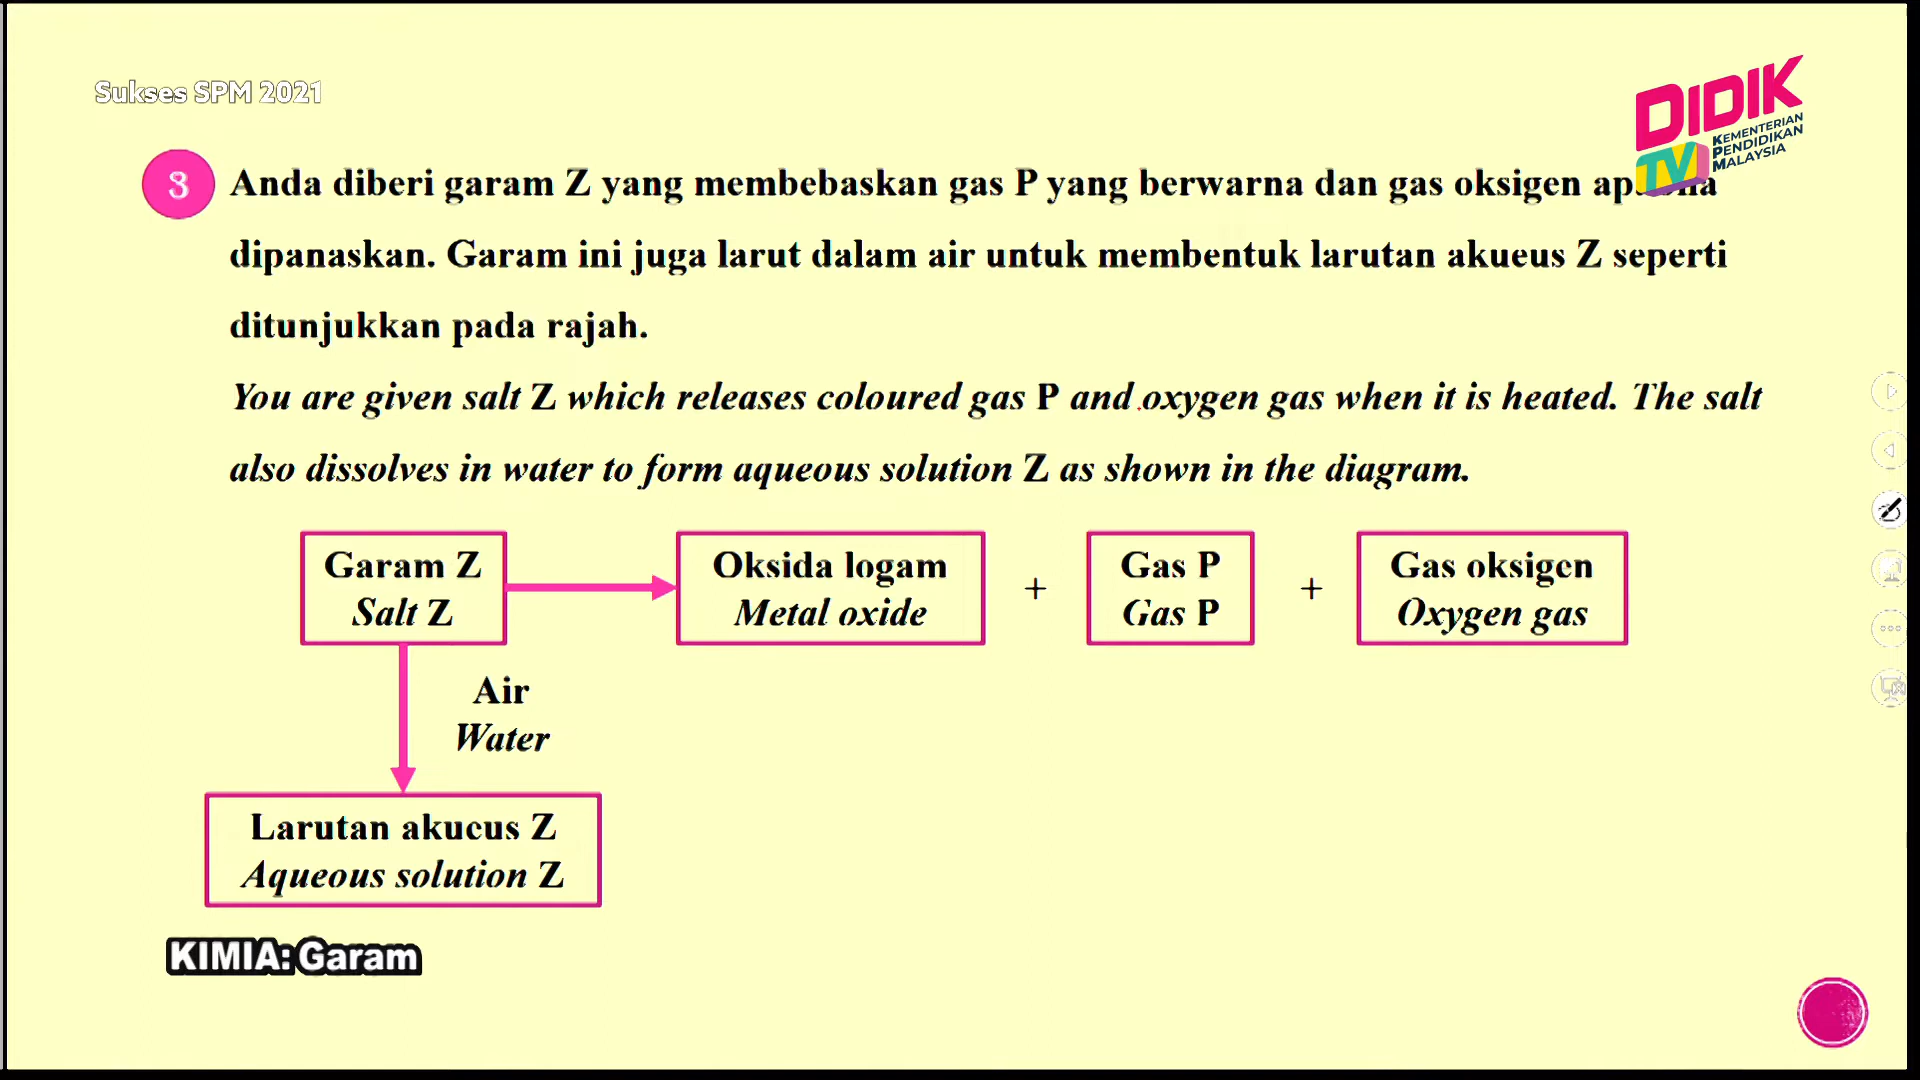 Sukses SPM 2021
DIDIK
TV
KEMENTERIAN
PENDIDIKAN
MALAYSIA
3
Anda diberi garam Z yang membebaskan gas P yang berwarna dan gas oksigen
dipanaskan. Garam ini juga larut dalam air untuk membentuk larutan akueus Z seperti
ditunjukkan pada rajah.
You are given salt Z which releases coloured gas P and oxygen gas when it is heated. The salt
also dissolves in water to form aqueous solution Z as shown in the diagram.
Garam Z
Salt Z
Oksida logam
Metal oxide
+
Gas P
Gas P
+
Gas oksigen
Oxygen gas
Air
Water
Larutan akueus Z
Aqueous solution Z
KIMIA: Garam